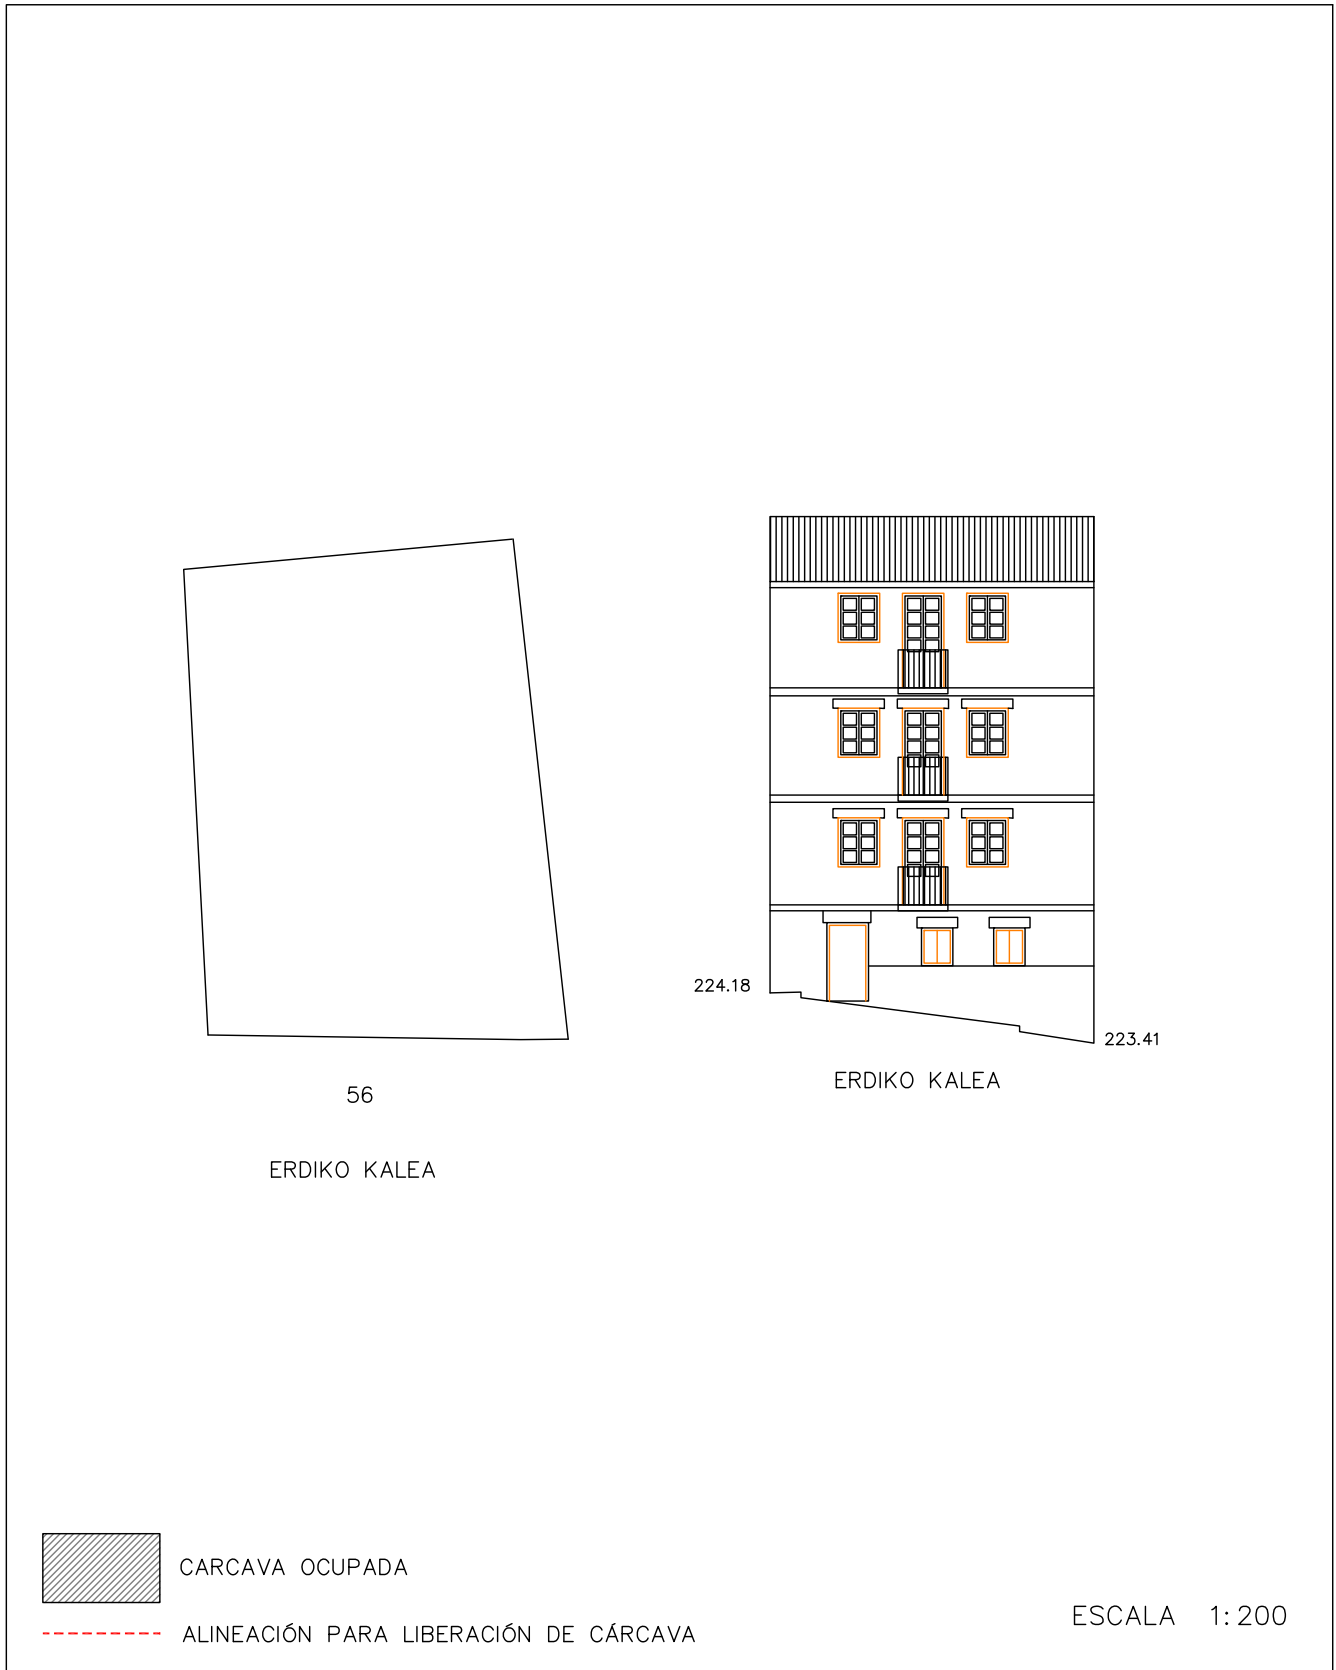 224.18
223.41
ERDIKO KALEA
56
ERDIKO KALEA
CARCAVA OCUPADA
ALINEACIÓN PARA LIBERACIÓN DE CÁRCAVA
ESCALA 1:200